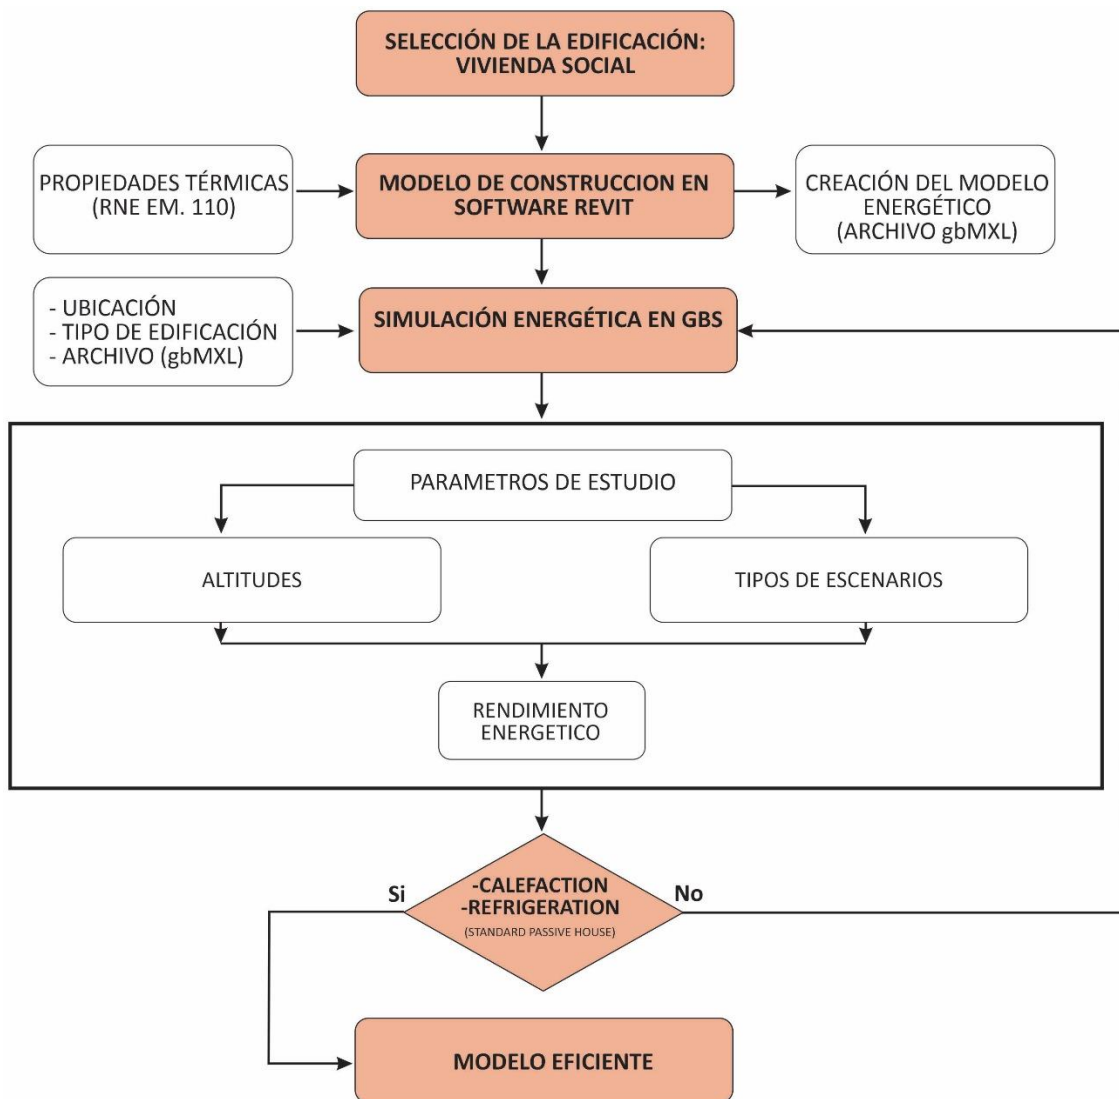 SELECCIÓN DE LA EDIFICACIÓN:
VIVIENDA SOCIAL
PROPIEDADES TÉRMICAS
(RNE EM. 110)
MODELO DE CONSTRUCCION EN
SOFTWARE REVIT
CREACIÓN DEL MODELO
ENERGÉTICO
(ARCHIVO gbMXL)
- UBICACIÓN
- TIPO DE EDIFICACIÓN
- ARCHIVO (gbMXL)
SIMULACIÓN ENERGÉTICA EN GBS
PARAMETROS DE ESTUDIO
ALTITUDES
TIPOS DE ESCENARIOS
RENDIMIENTO
ENERGETICO
Si
-CALEFACTION
-REFRIGERATION
(STANDARD PASSIVE HOUSE)
No
MODELO EFICIENTE